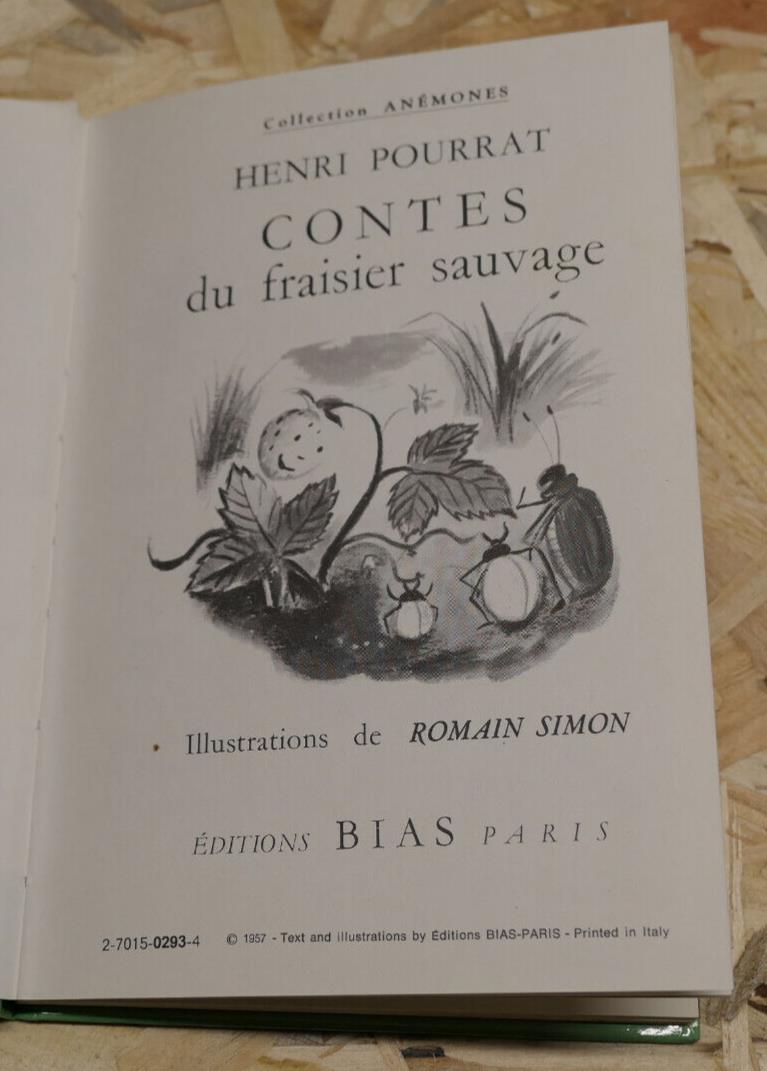 Collection ANÉMONES
HENRI POURRAT
CONTES
du fraisier sauvage
Illustrations de ROMAIN SIMON
ÉDITIONS BIAS PARIS
2-7015-0293-4 © 1957 - Text and illustrations by Éditions BIAS-PARIS - Printed in Italy